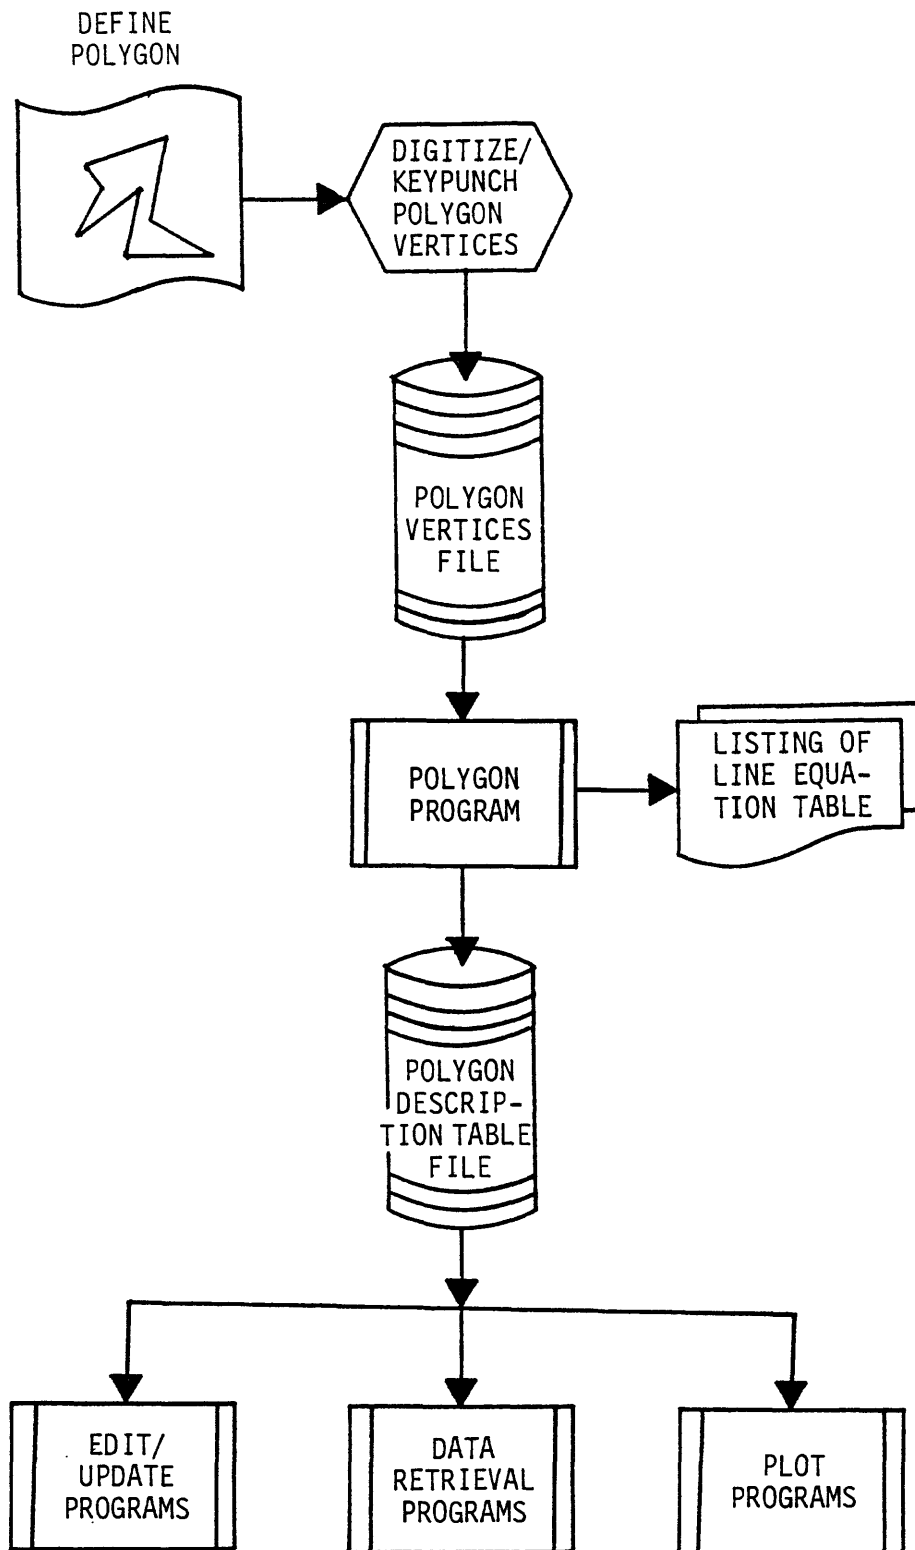 DEFINE
POLYGON
DIGITIZE/
KEYPUNCH
POLYGON
VERTICES
POLYGON
VERTICES
FILE
POLYGON
PROGRAM
LISTING OF
LINE EQUA-
TION TABLE
POLYGON
DESCRIP-
TION TABLE
FILE
EDIT/
UPDATE
PROGRAMS
DATA
RETRIEVAL
PROGRAMS
PLOT
PROGRAMS